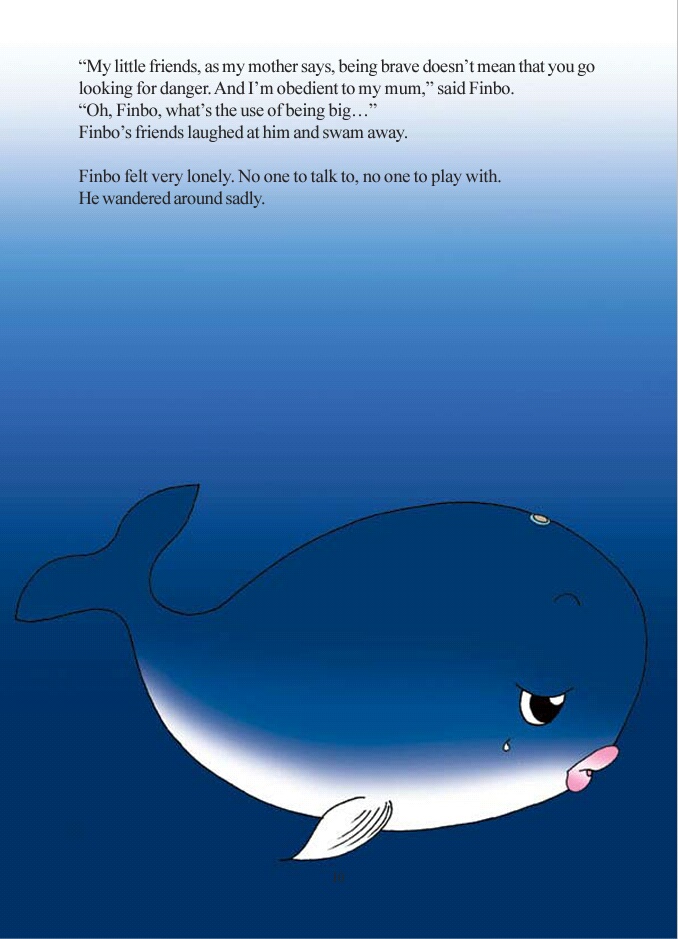 “My little friends, as my mother says, being brave doesn’t mean that you go
looking for danger. And I’m obedient to my mum,” said Finbo.
“Oh, Finbo, what’s the use of being big…”
Finbo’s friends laughed at him and swam away.
Finbo felt very lonely. No one to talk to, no one to play with.
He wandered around sadly.